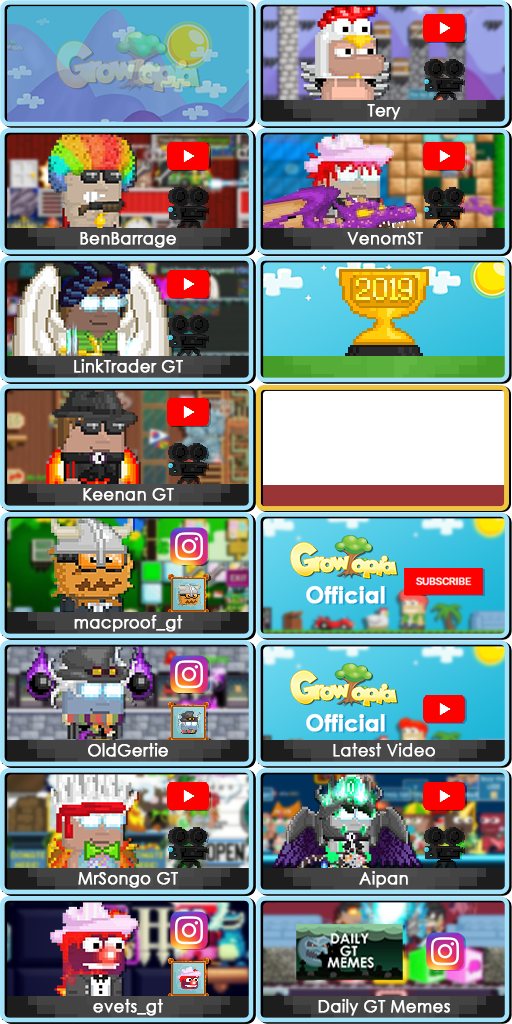 Growtopia
Tery
BenBarrage
VenomST
LinkTrader GT
2019
Keenan GT
macproof_gt
Growtopia
Official
SUBSCRIBE
OldGertie
Growtopia
Official
Latest Video
MrSongo GT
OPEN
Aipan
evets_gt
DAILY
GT
MEMES
Daily GT Memes